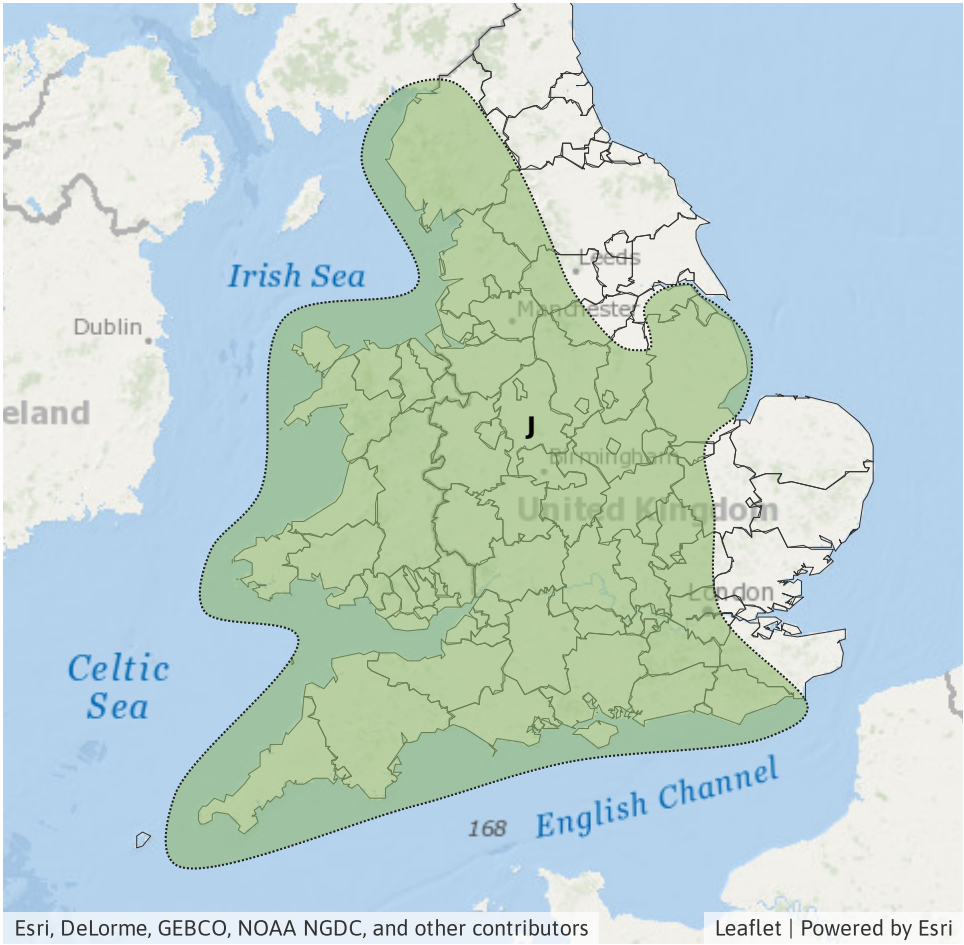 Leeds
Irish Sea
Manchester
Dublin
eland
J
Birmingham
United Kingdom
London
Celtic
Sea
English Channel
168
Esri, DeLorme, GEBCO, NOAA NGDC, and other contributors
Leaflet | Powered by Esri